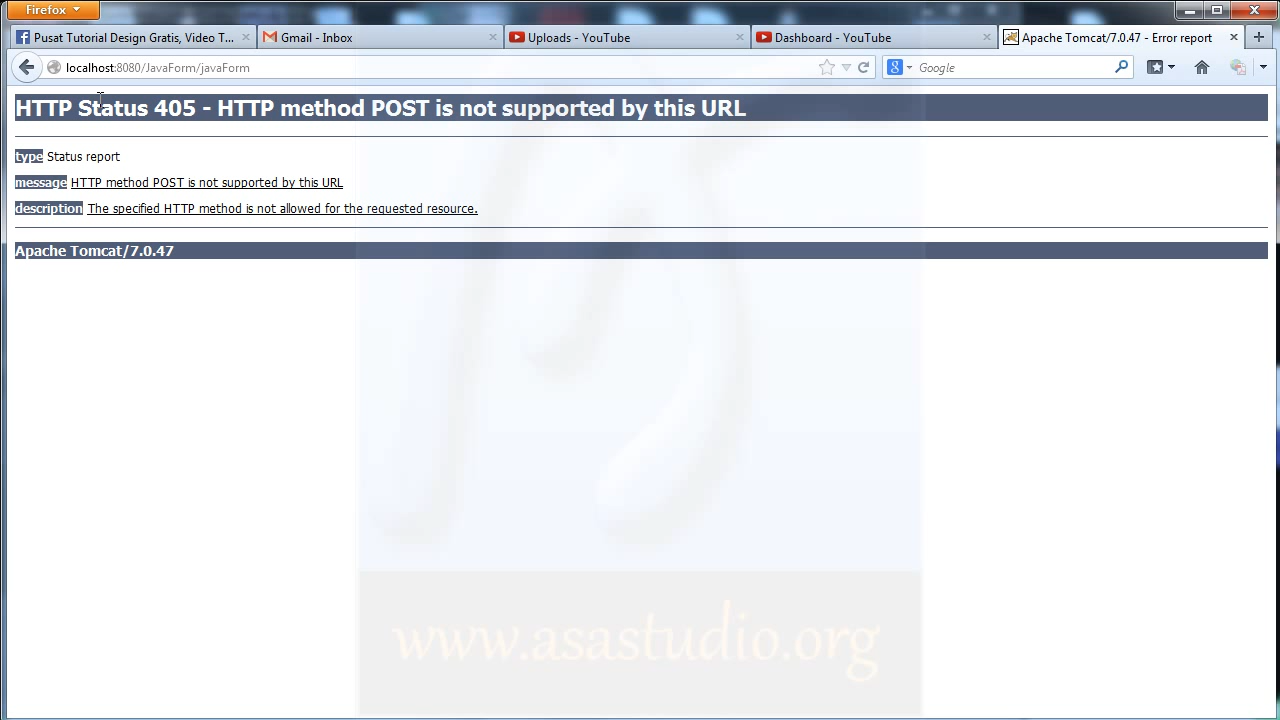 Firefox
Pusat Tutorial Design Gratis, Video T...
Gmail - Inbox
Uploads - YouTube
Dashboard - YouTube
Apache Tomcat/7.0.47 - Error report
localhost:8080/JavaForm/javaForm
Google
HTTP Status 405 - HTTP method POST is not supported by this URL
type Status report
message HTTP method POST is not supported by this URL
description The specified HTTP method is not allowed for the requested resource.
Apache Tomcat/7.0.47
www.asastudio.org